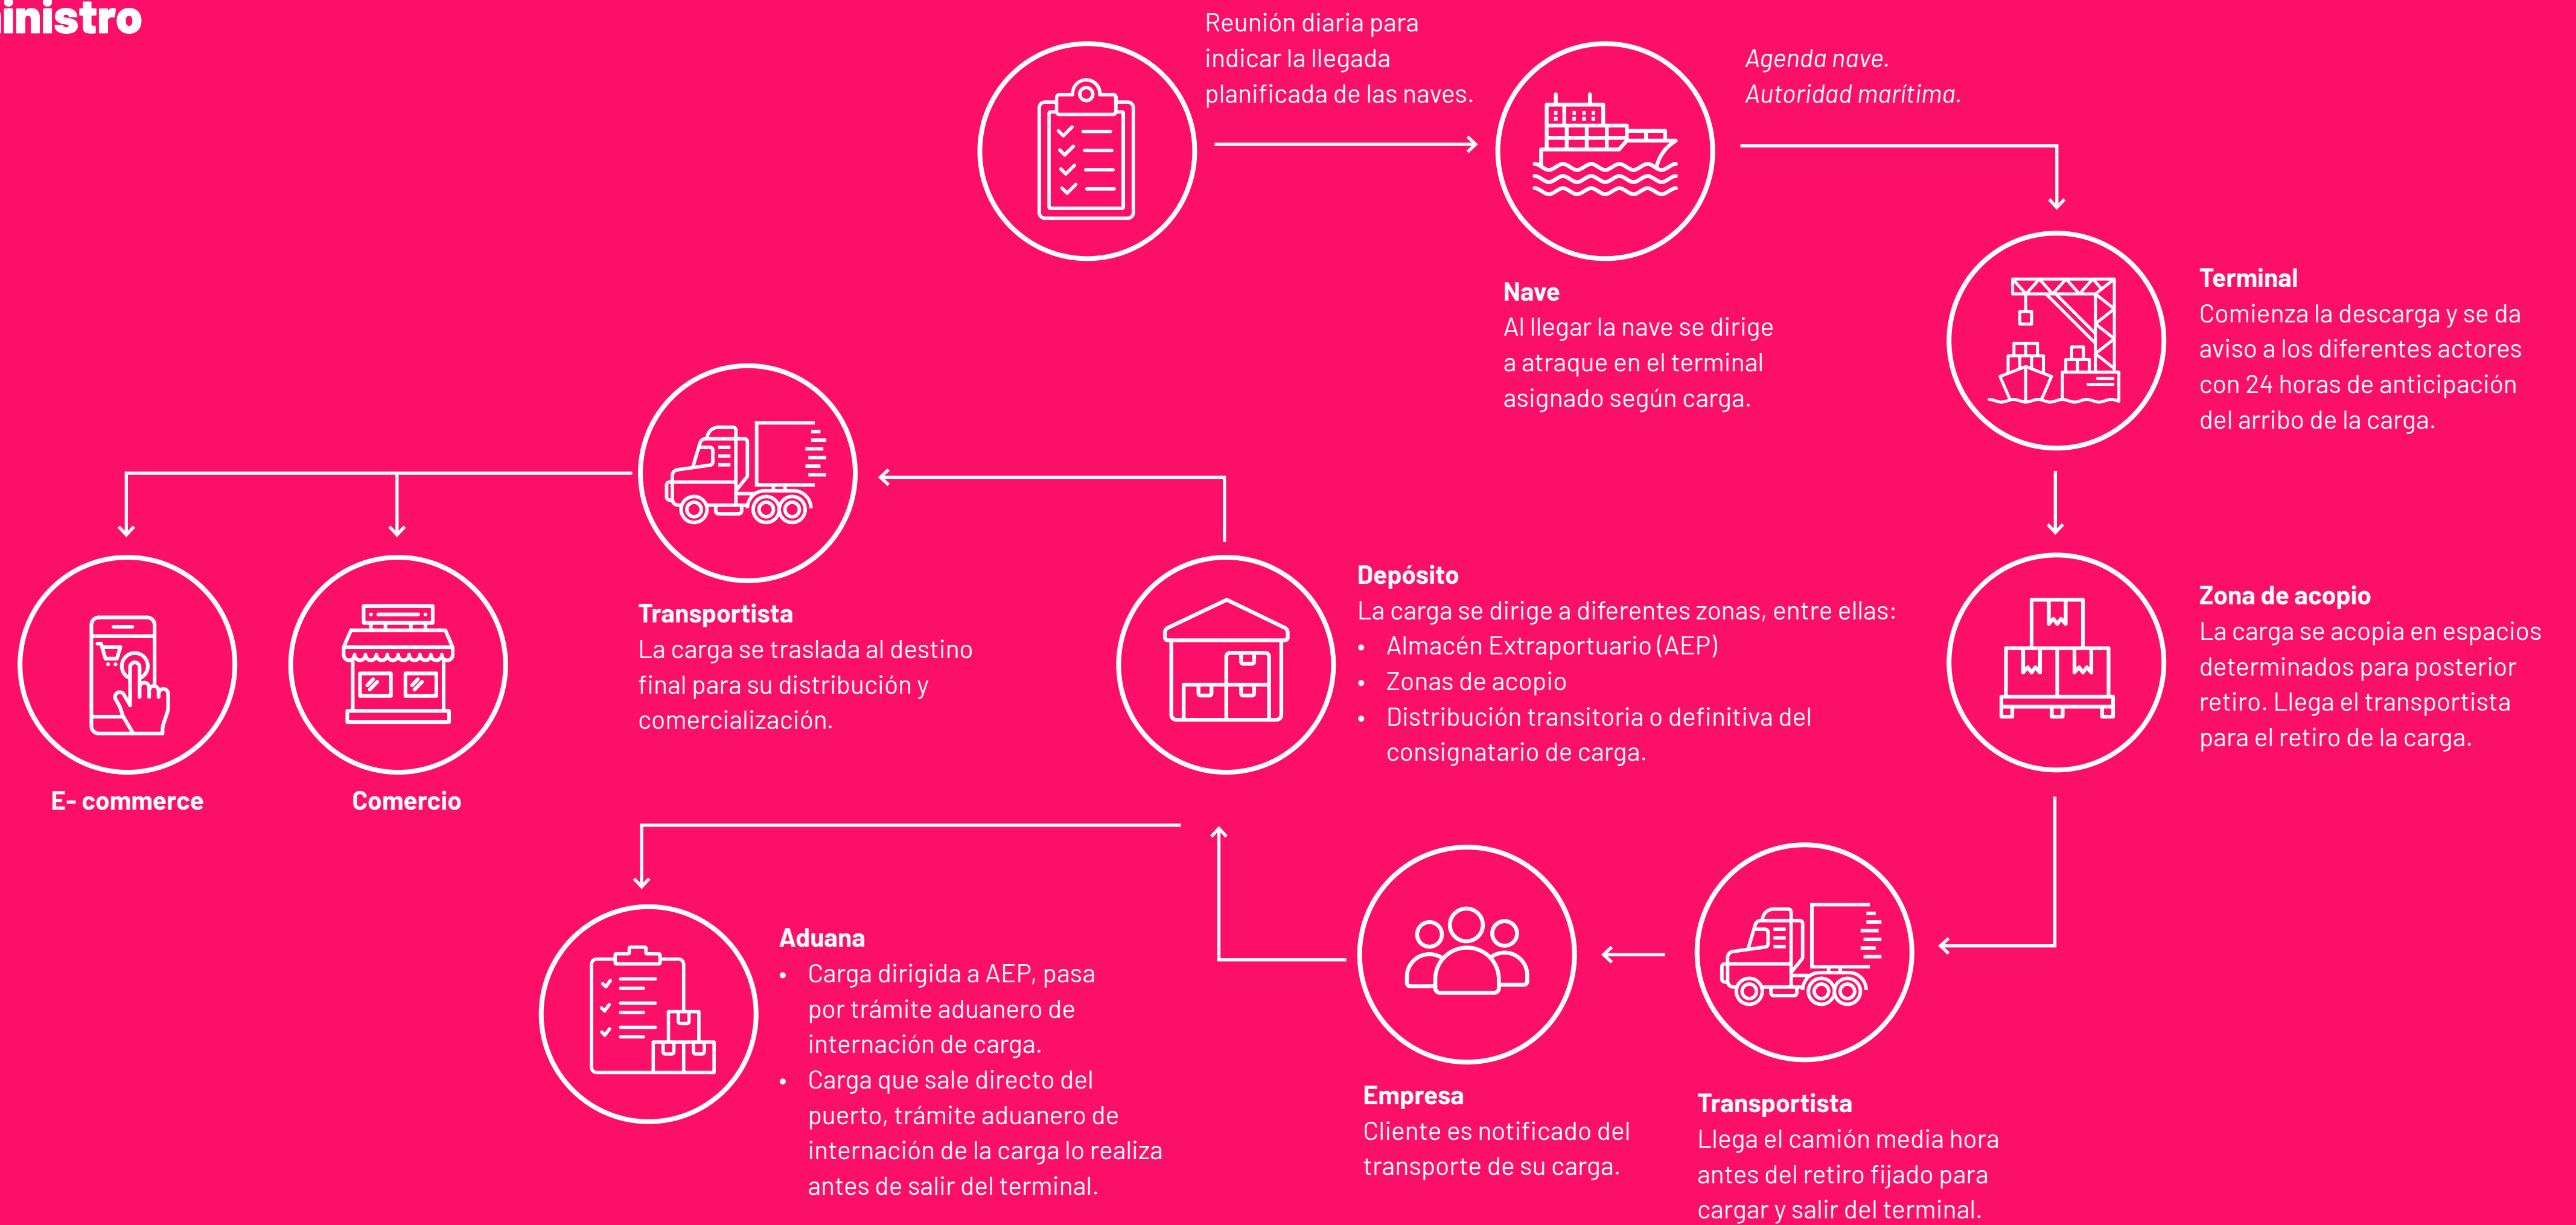 Reunión diaria para
indicar la llegada
planificada de las naves.
Agenda nave.
Autoridad marítima.
Nave
Al llegar la nave se dirige
a atraque en el terminal
asignado según carga.
Terminal
Comienza la descarga y se da
aviso a los diferentes actores
con 24 horas de anticipación
del arribo de la carga.
Zona de acopio
La carga se acopia en espacios
determinados para posterior
retiro. Llega el transportista
para el retiro de la carga.
Transportista
Llega el camión media hora
antes del retiro fijado para
cargar y salir del terminal.
Empresa
Cliente es notificado del
transporte de su carga.
Depósito
La carga se dirige a diferentes zonas, entre ellas:
• Almacén Extraportuario (AEP)
• Zonas de acopio
• Distribución transitoria o definitiva del
consignatario de carga.
Aduana
• Carga dirigida a AEP, pasa
por trámite aduanero de
internación de carga.
• Carga que sale directo del
puerto, trámite aduanero de
internación de la carga lo realiza
antes de salir del terminal.
Transportista
La carga se traslada al destino
final para su distribución y
comercialización.
Comercio
E- commerce